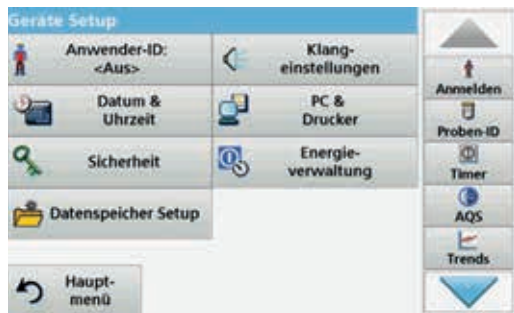 Geräte Setup
Anwender-ID:
<Aus>
Klang-
einstellungen
Datum &
Uhrzeit
PC &
Drucker
Sicherheit
Energie-
verwaltung
Datenspeicher Setup
Haupt-
menü
Anmelden
Proben-ID
Timer
AQS
Trends